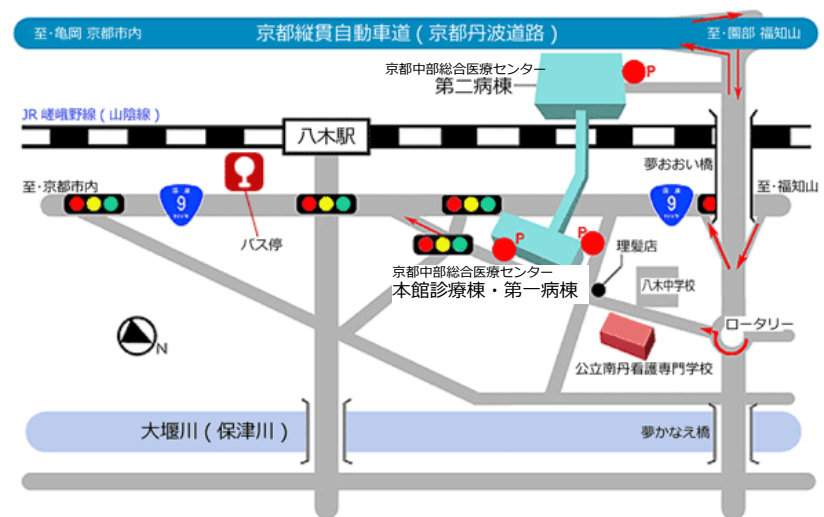 至・亀岡 京都市内
京都縦貫自動車道 ( 京都丹波道路 )
至・園部 福知山
京都中部総合医療センター
第二病棟
P
JR 嵯峨野線 ( 山陰線 )
八木駅
夢おおい橋
至・京都市内
国道
9
国道
9
至・福知山
バス停
P
P
理髪店
京都中部総合医療センター
本館診療棟・第一病棟
八木中学校
N
ロータリー
公立南丹看護専門学校
大堰川 ( 保津川 )
夢かなえ橋